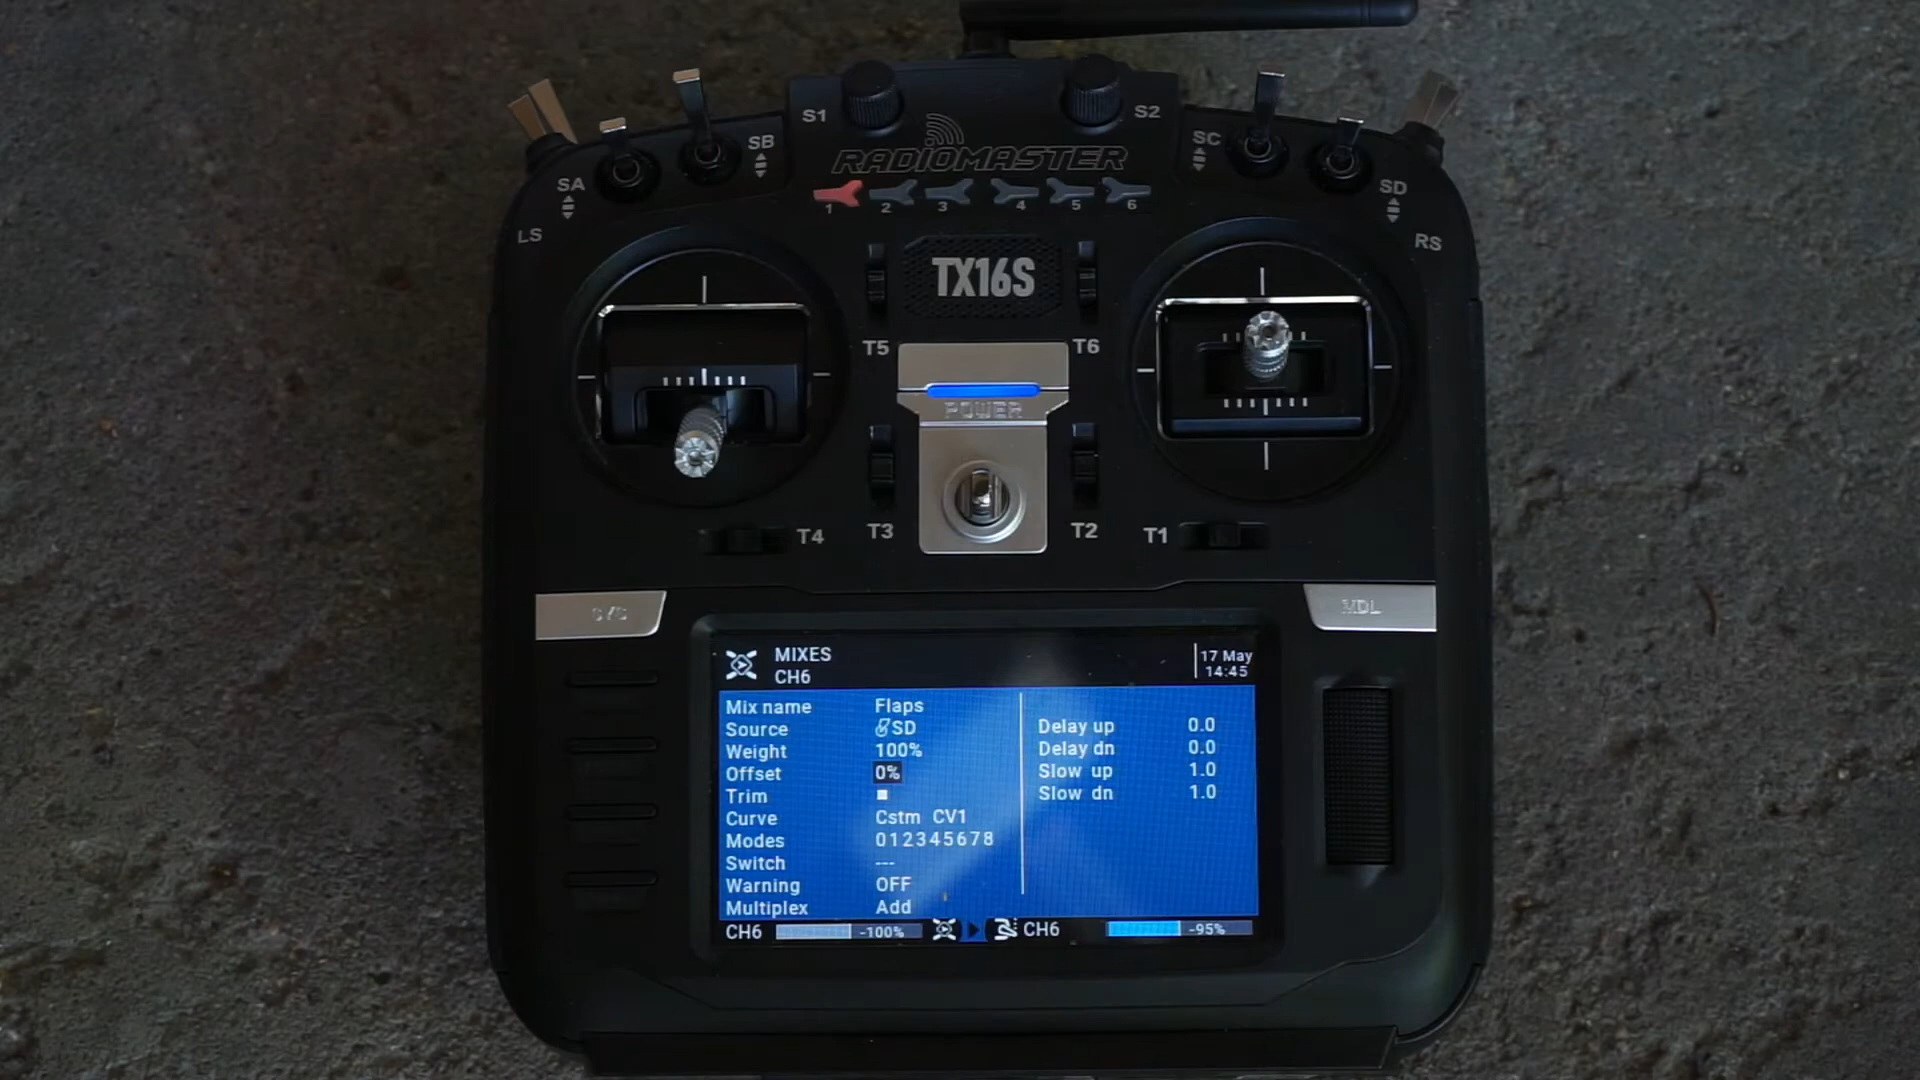 S1
S2
SB
SC
RADIOMASTER
SA
SD
1 2 3 4 5 6
LS
RS
TX16S
T5
T6
POWER
T4
T3
T2
T1
SYS
MDL
MIXES
CH6
17 May
14:45
Mix name Flaps
Source SD
Weight 100%
Offset 0%
Trim
Curve Cstm CV1
Modes 012345678
Switch ---
Warning OFF
Multiplex Add
Delay up 0.0
Delay dn 0.0
Slow up 1.0
Slow dn 1.0
CH6 -100% CH6 -95%